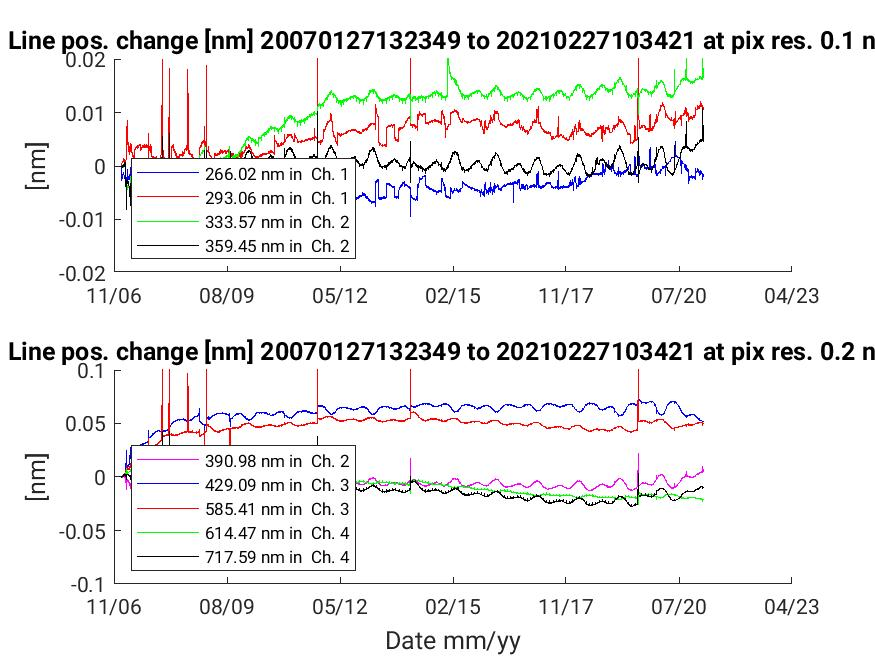 Line pos. change [nm] 20070127132349 to 20210227103421 at pix res. 0.1 n
0.02
0.01
0
-0.01
-0.02
[nm]
266.02 nm in Ch. 1
293.06 nm in Ch. 1
333.57 nm in Ch. 2
359.45 nm in Ch. 2
11/06 08/09 05/12 02/15 11/17 07/20 04/23
Line pos. change [nm] 20070127132349 to 20210227103421 at pix res. 0.2 n
0.1
0.05
0
-0.05
-0.1
[nm]
390.98 nm in Ch. 2
429.09 nm in Ch. 3
585.41 nm in Ch. 3
614.47 nm in Ch. 4
717.59 nm in Ch. 4
11/06 08/09 05/12 02/15 11/17 07/20 04/23
Date mm/yy